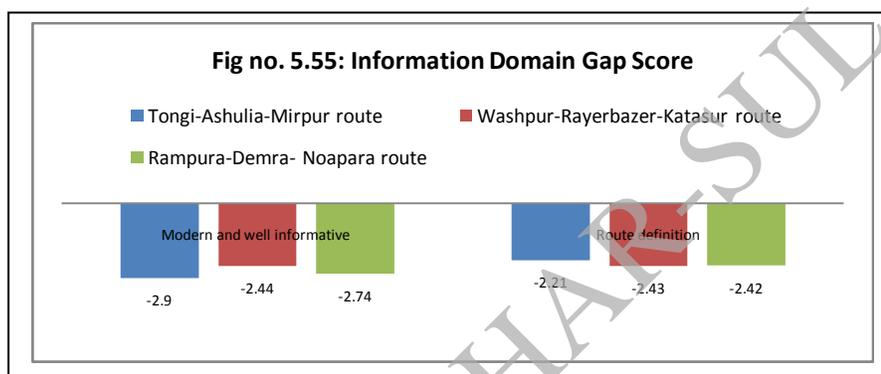 Fig no. 5.55: Information Domain Gap Score
Tongi-Ashulia-Mirpur route
Washpur-Rayerbazer-Katasur route
Rampura-Demra- Noapara route
Modern and well informative
Route definition
-2.9
-2.44
-2.74
-2.21
-2.43
-2.42
HAR-SUL